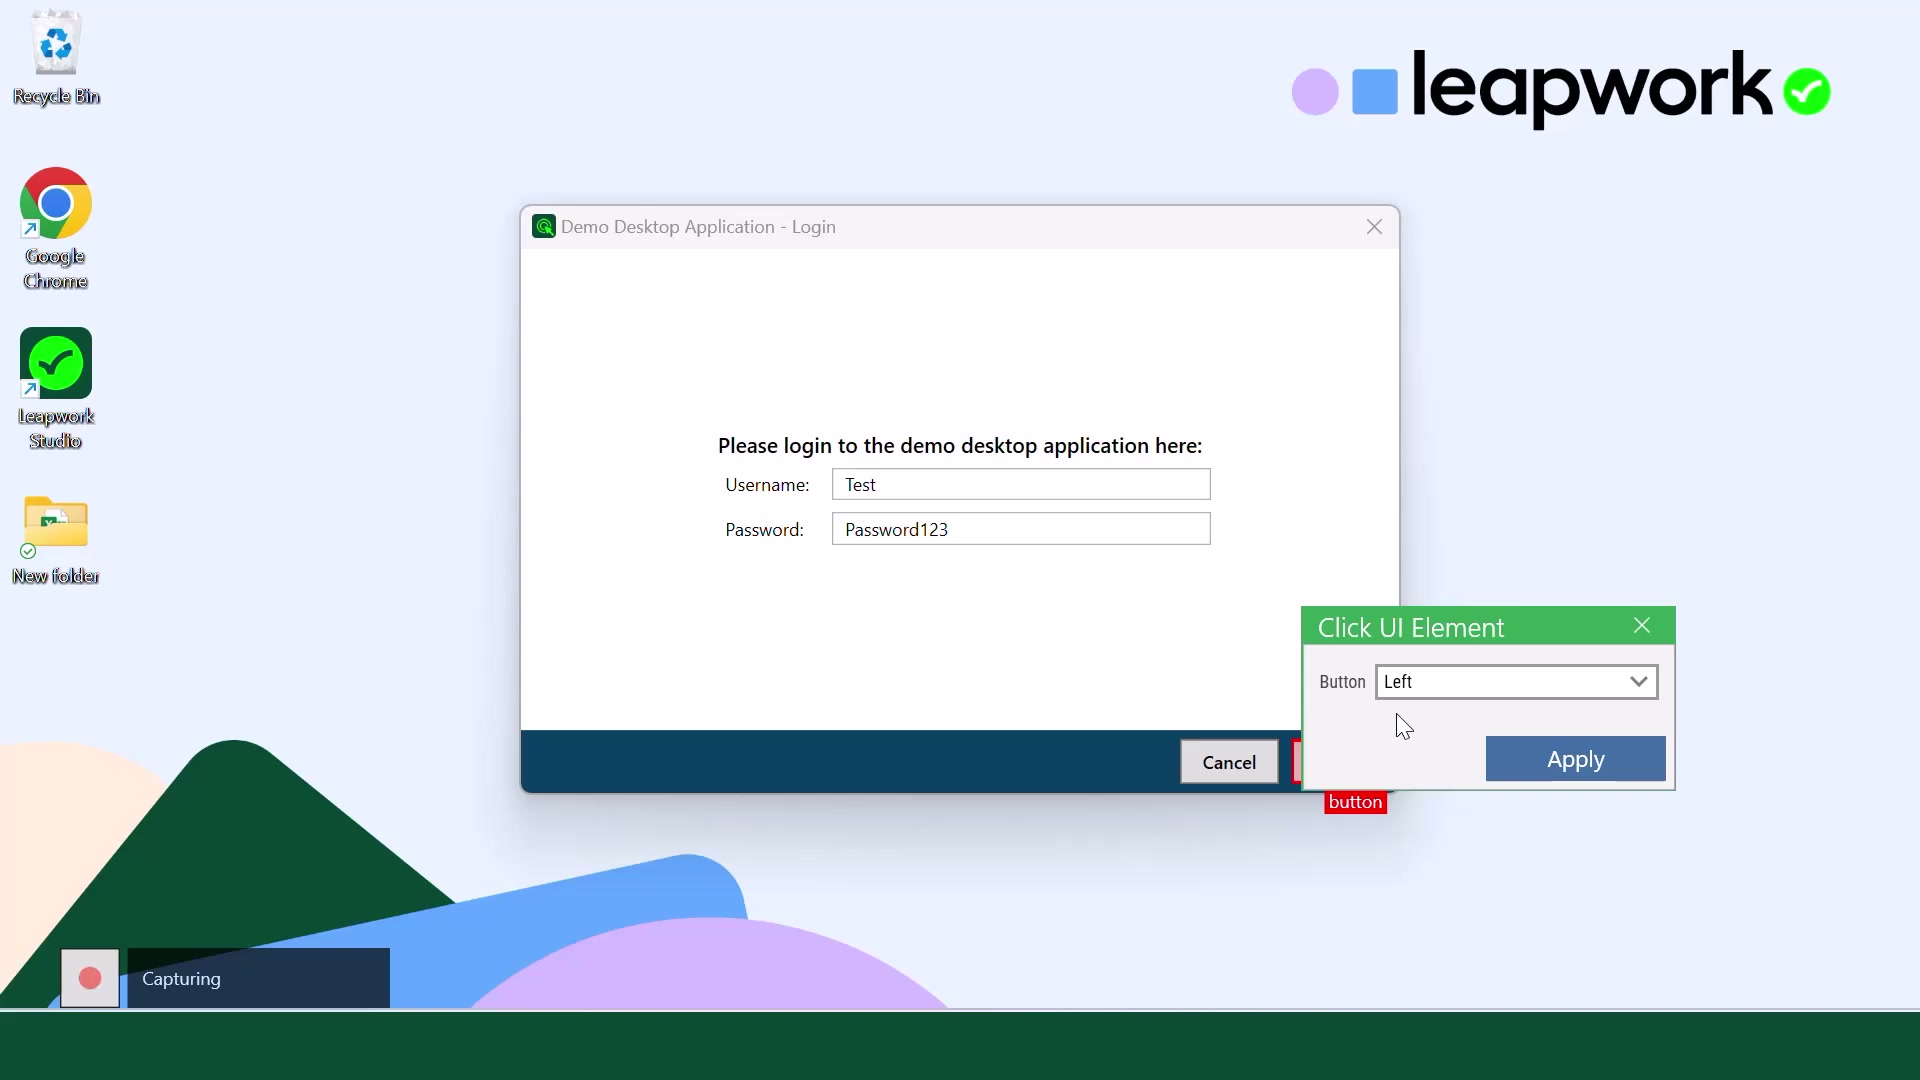 Recycle Bin
Google
Chrome
Leapwork
Studio
New folder
leapwork
Demo Desktop Application - Login
Please login to the demo desktop application here:
Username: Test
Password: Password123
Cancel
Click UI Element
Button Left
Apply
button
Capturing